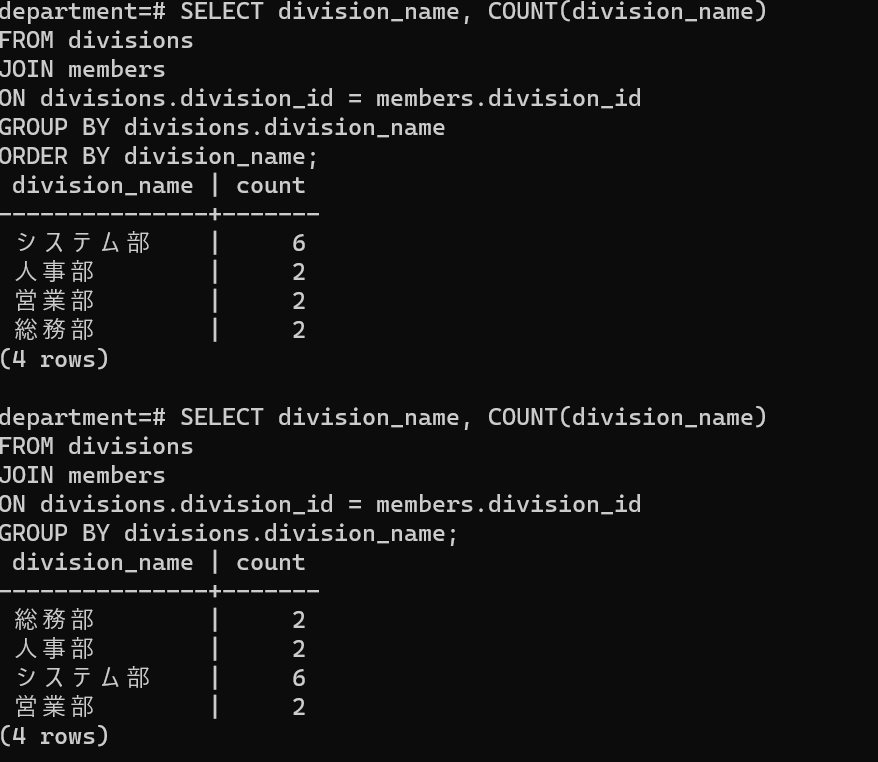 department=# SELECT division_name, COUNT(division_name)
FROM divisions
JOIN members
ON divisions.division_id = members.division_id
GROUP BY divisions.division_name
ORDER BY division_name;
 division_name | count
---------------+-------
 システム部    |     6
 人事部        |     2
 営業部        |     2
 総務部        |     2
(4 rows)

department=# SELECT division_name, COUNT(division_name)
FROM divisions
JOIN members
ON divisions.division_id = members.division_id
GROUP BY divisions.division_name;
 division_name | count
---------------+-------
 総務部        |     2
 人事部        |     2
 システム部    |     6
 営業部        |     2
(4 rows)